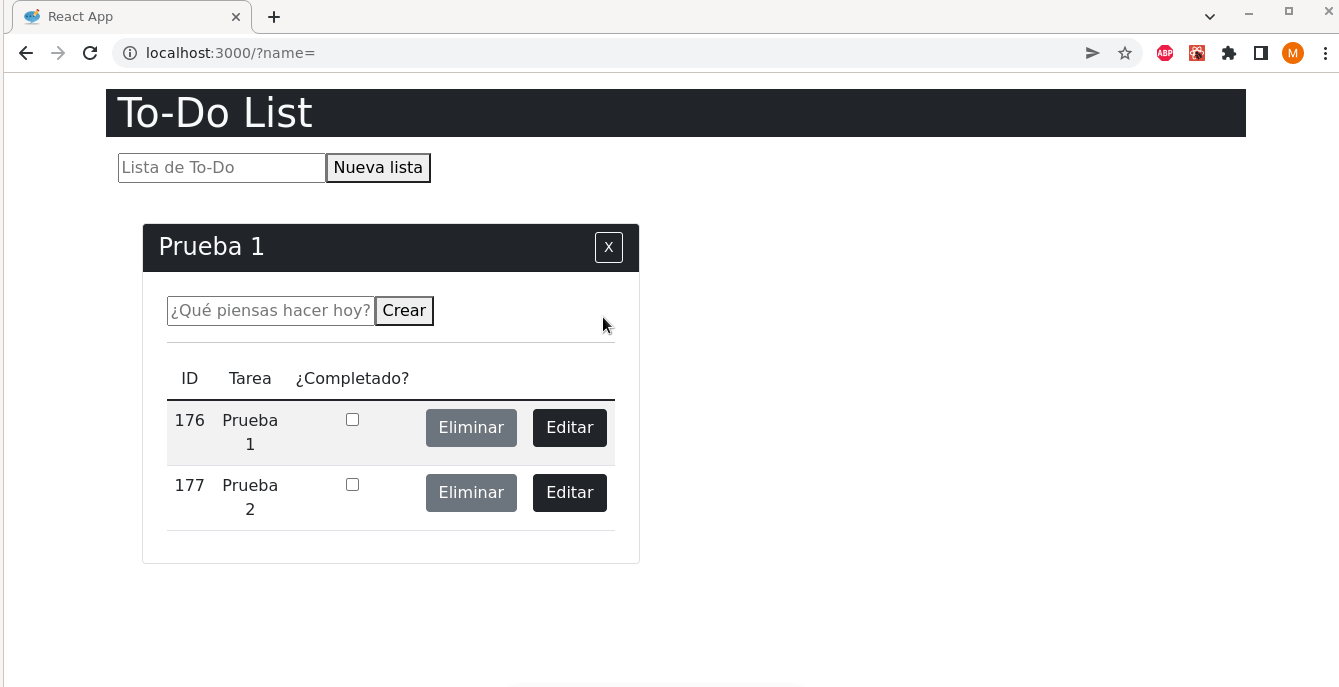 React App
localhost:3000/?name=
ABP
M
To-Do List
Lista de To-Do Nueva lista
Prueba 1 X
¿Qué piensas hacer hoy? Crear
ID Tarea ¿Completado?
176 Prueba 1 Eliminar Editar
177 Prueba 2 Eliminar Editar